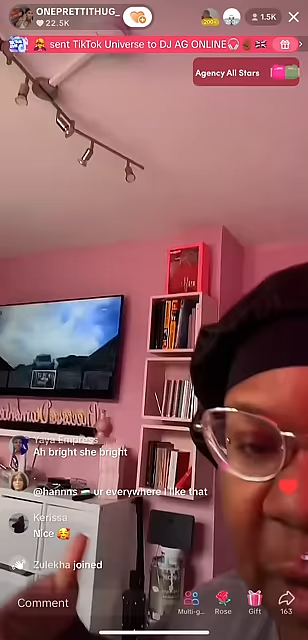 ONEPRETTITHUG_
22.5K
200+
1.5K
sent TikTok Universe to DJ AG ONLINE🎧
Agency All Stars
Yaya Empress
Ah bright she bright
@hannns 🇵🇸 ur everywhere i like that
Kerissa
Nice 🥰
Zulekha joined
Comment
Multi-g...
Rose
Gift
163